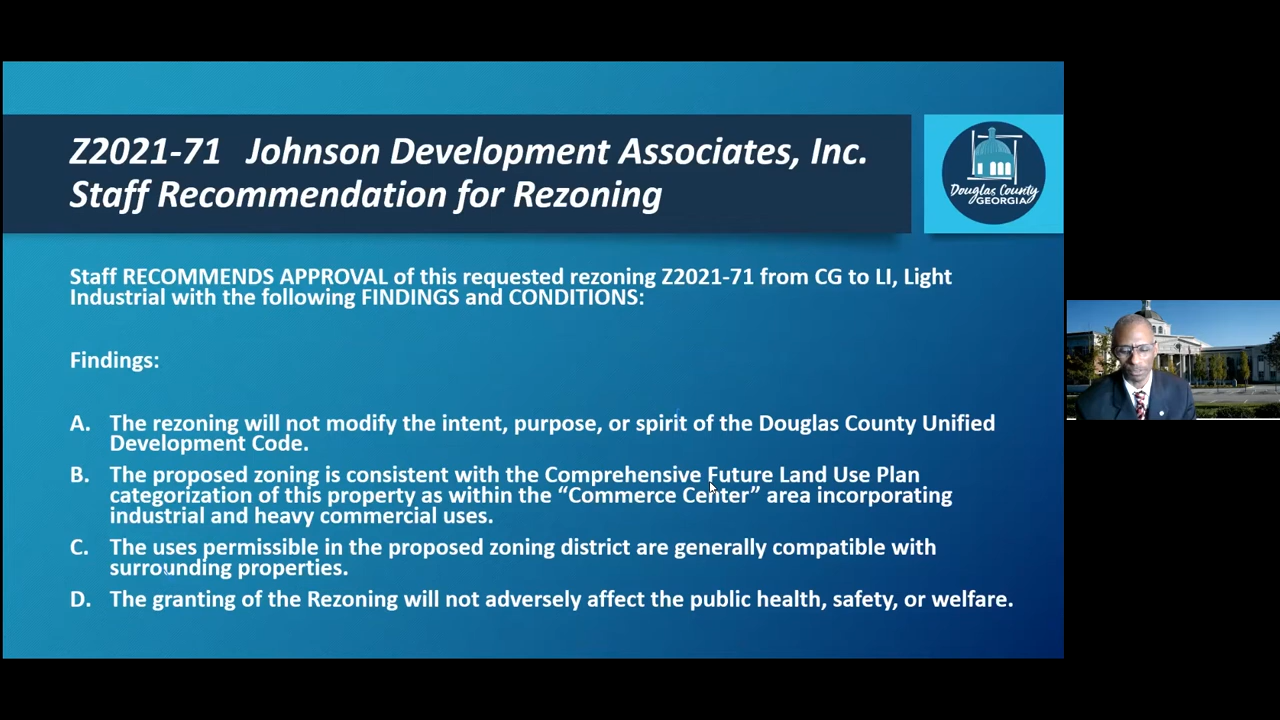 Z2021-71 Johnson Development Associates, Inc.
Staff Recommendation for Rezoning
Douglas County
GEORGIA
Staff RECOMMENDS APPROVAL of this requested rezoning Z2021-71 from CG to LI, Light
Industrial with the following FINDINGS and CONDITIONS:
Findings:
A. The rezoning will not modify the intent, purpose, or spirit of the Douglas County Unified
Development Code.
B. The proposed zoning is consistent with the Comprehensive Future Land Use Plan
categorization of this property as within the “Commerce Center” area incorporating
industrial and heavy commercial uses.
C. The uses permissible in the proposed zoning district are generally compatible with
surrounding properties.
D. The granting of the Rezoning will not adversely affect the public health, safety, or welfare.